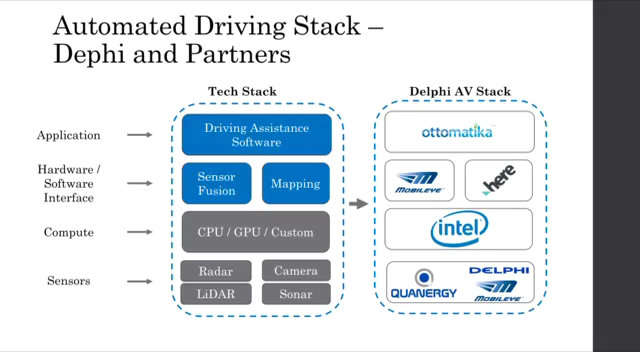 Automated Driving Stack –
Dephi and Partners
Tech Stack
Delphi AV Stack
Application
Driving Assistance
Software
ottomatika
Hardware /
Software
Interface
Sensor
Fusion
Mapping
MOBILEYE
here
Compute
CPU / GPU / Custom
intel
Sensors
Radar
Camera
LiDAR
Sonar
QUANERGY
DELPHI
MOBILEYE